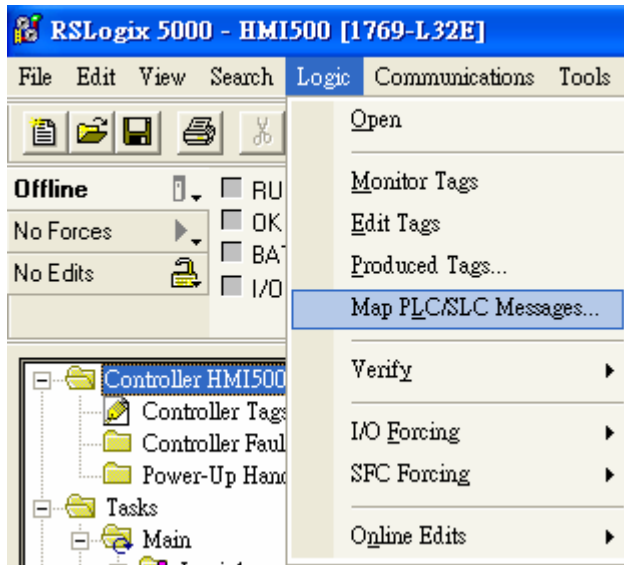 RSLogix 5000 - HMI500 [1769-L32E]
File Edit View Search Logic Communications Tools
Open
Offline
RU
Monitor Tags
No Forces
OK
Edit Tags
BAT
Produced Tags...
No Edits
I/O
Map PLC/SLC Messages...
Controller HMI500
Verify
Controller Tags
Controller Faul
I/O Forcing
Power-Up Hand
SFC Forcing
Tasks
Main
Online Edits